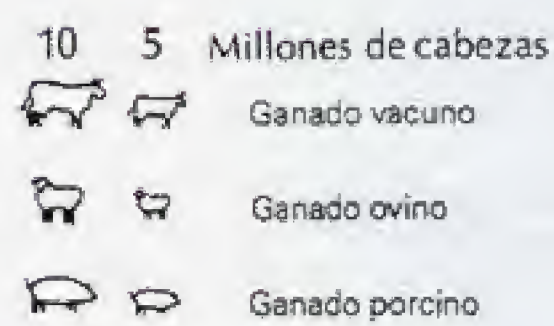 10 5 Millones de cabezas
Ganado vacuno
Ganado ovino
Ganado porcino